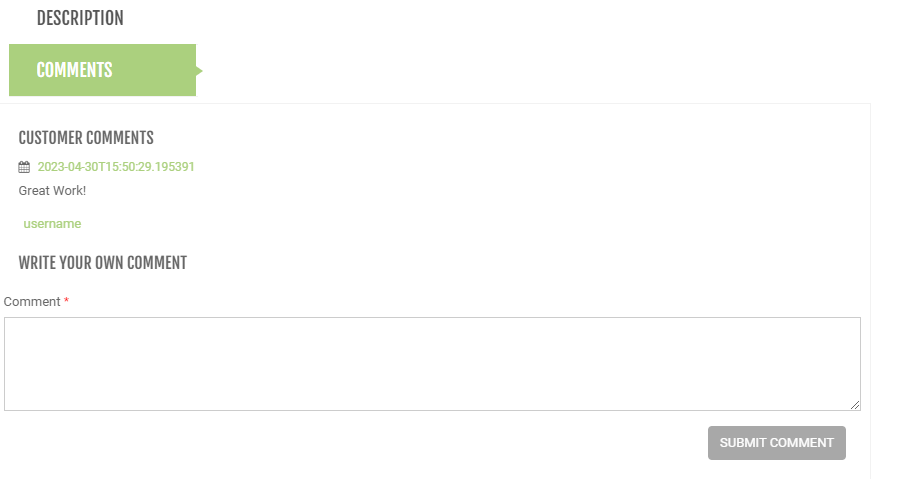 DESCRIPTION
COMMENTS
CUSTOMER COMMENTS
2023-04-30T15:50:29.195391
Great Work!
username
WRITE YOUR OWN COMMENT
Comment *
SUBMIT COMMENT